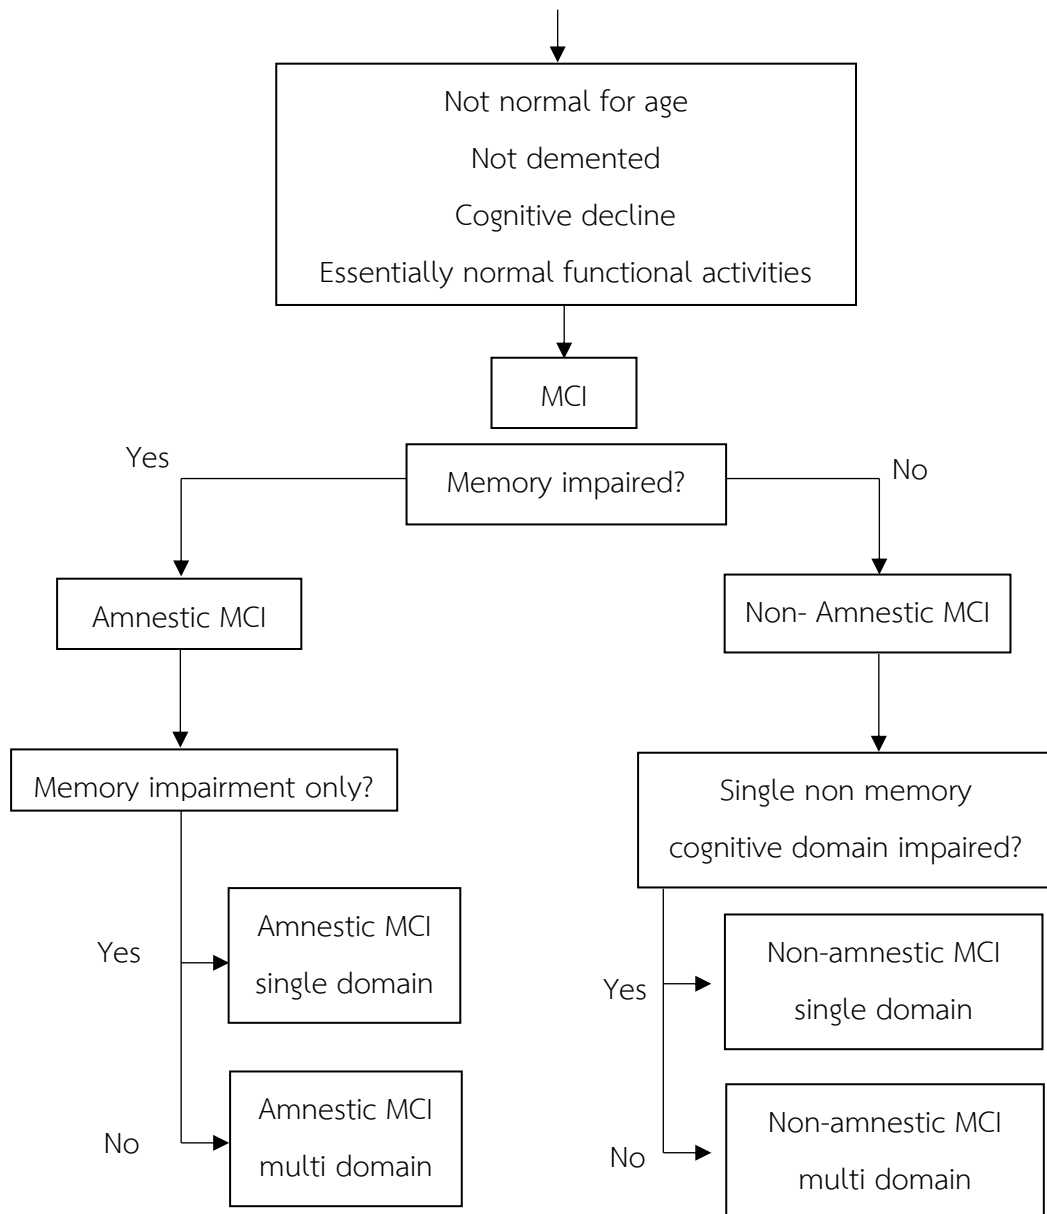 Not normal for age
Not demented
Cognitive decline
Essentially normal functional activities
MCI
Yes
Memory impaired?
No
Amnestic MCI
Non- Amnestic MCI
Memory impairment only?
Single non memory
cognitive domain impaired?
Yes
Amnestic MCI
single domain
Yes
Non-amnestic MCI
single domain
No
Amnestic MCI
multi domain
No
Non-amnestic MCI
multi domain